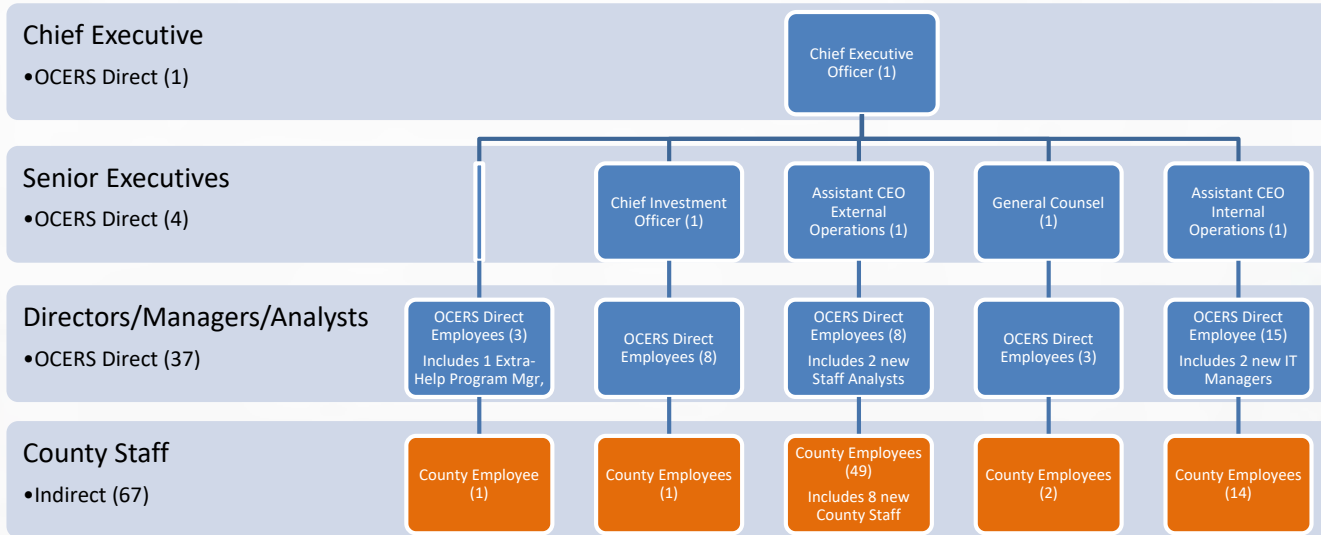 Chief Executive
•OCERS Direct (1)
Chief Executive
Officer (1)
Senior Executives
•OCERS Direct (4)
Chief Investment
Officer (1)
Assistant CEO
External
Operations (1)
General Counsel
(1)
Assistant CEO
Internal
Operations (1)
Directors/Managers/Analysts
•OCERS Direct (37)
OCERS Direct
Employees (3)
Includes 1 Extra-
Help Program Mgr,
OCERS Direct
Employees (8)
OCERS Direct
Employees (8)
Includes 2 new
Staff Analysts
OCERS Direct
Employees (3)
OCERS Direct
Employee (15)
Includes 2 new IT
Managers
County Staff
•Indirect (67)
County Employee
(1)
County Employees
(1)
County Employees
(49)
Includes 8 new
County Staff
County Employees
(2)
County Employees
(14)